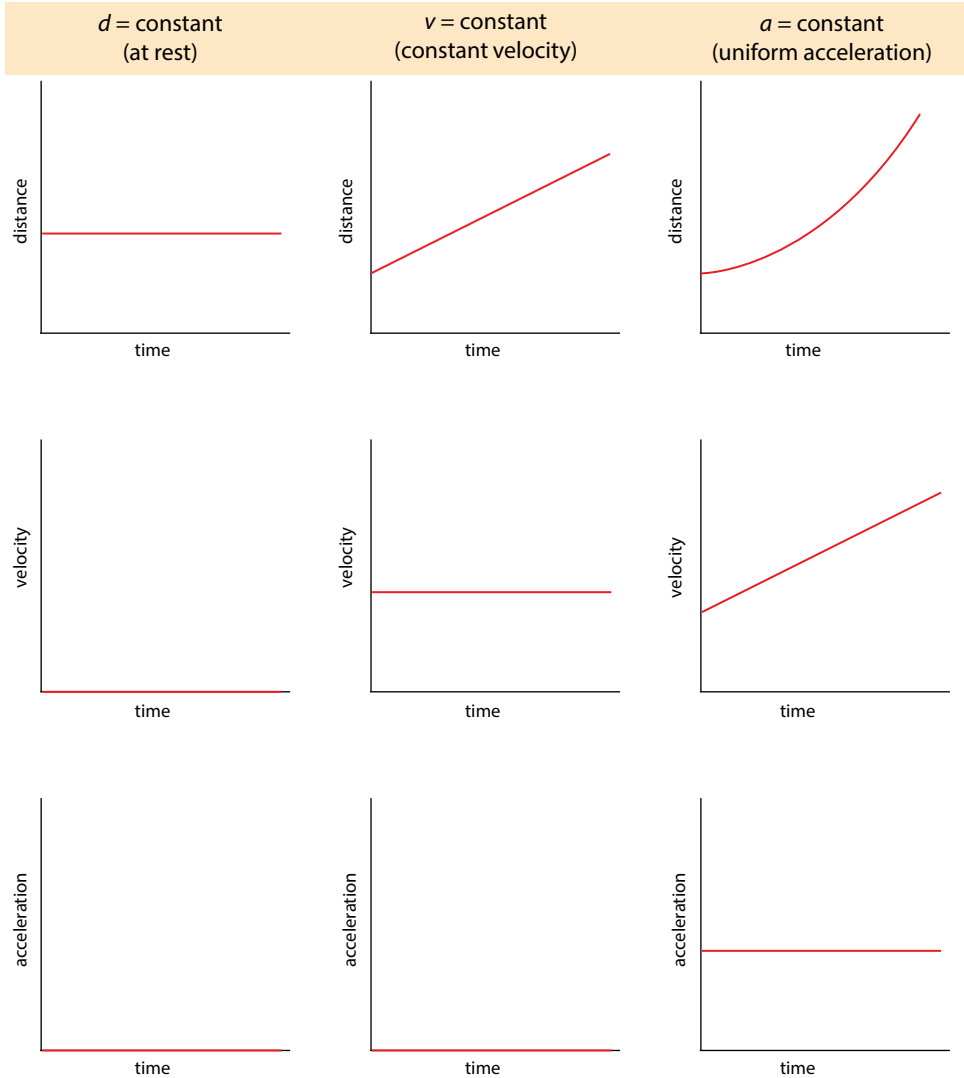 d = constant
(at rest)
v = constant
(constant velocity)
a = constant
(uniform acceleration)
distance
time
distance
time
distance
time
velocity
time
velocity
time
velocity
time
acceleration
time
acceleration
time
acceleration
time